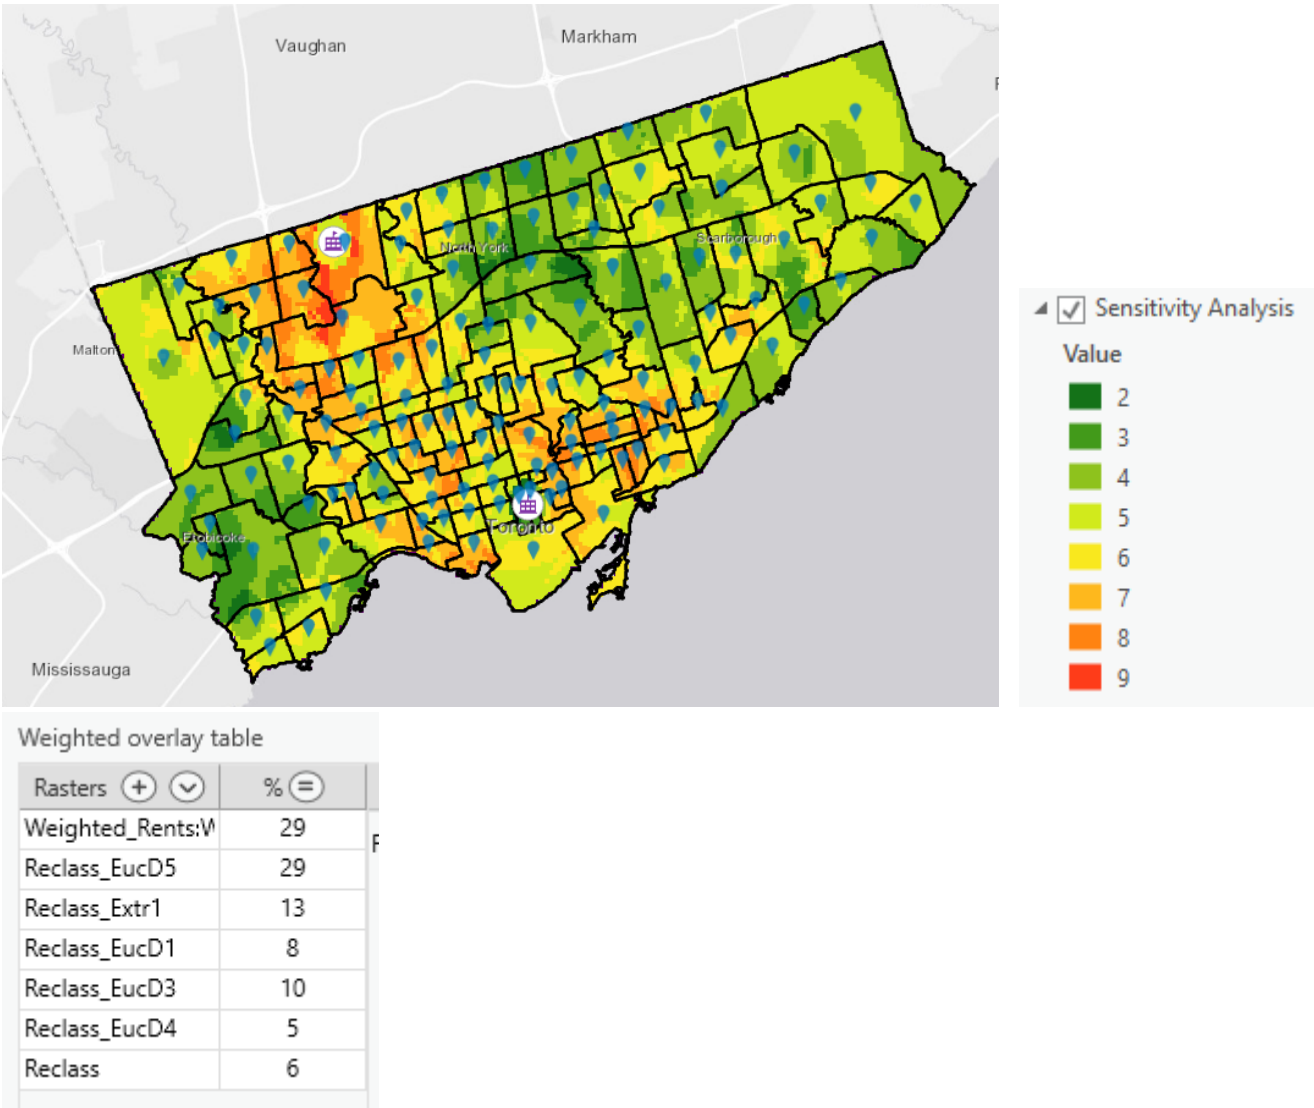 Vaughan
Markham
North York
Scarborough
Malton
Toronto
Etobicoke
Mississauga
Sensitivity Analysis
Value
2
3
4
5
6
7
8
9
Weighted overlay table
Rasters %
Weighted_Rents:W 29
Reclass_EucD5 29
Reclass_Extr1 13
Reclass_EucD1 8
Reclass_EucD3 10
Reclass_EucD4 5
Reclass 6